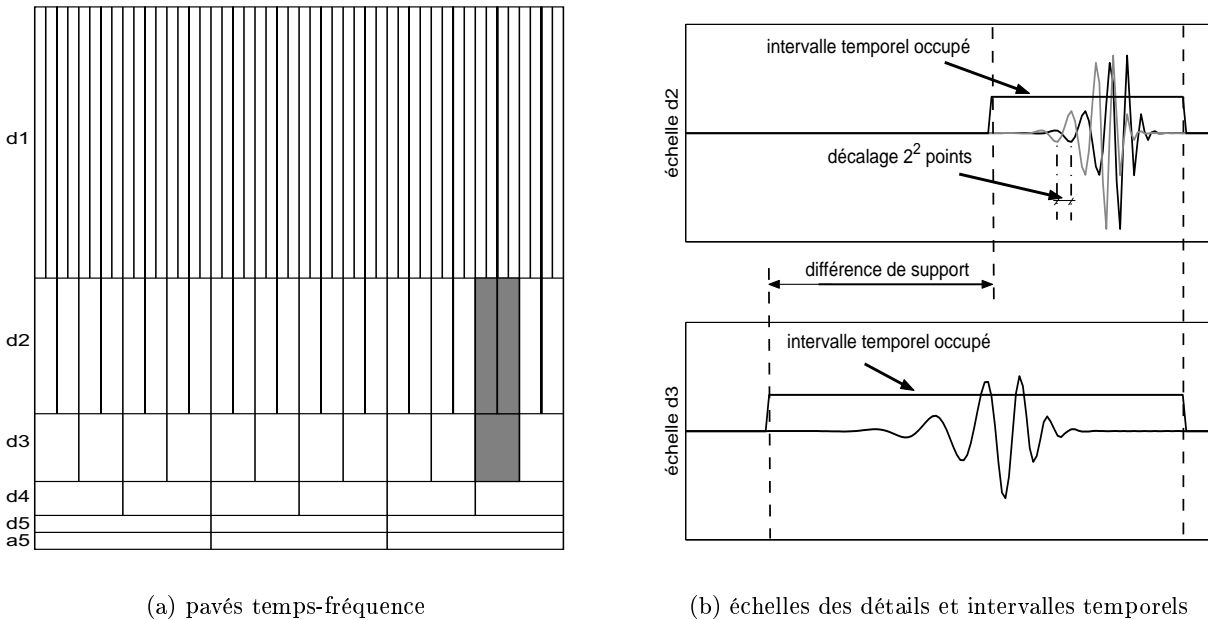 d1
d2
d3
d4
d5
a5
(a) pavés temps-fréquence
échelle d2
intervalle temporel occupé
décalage 2² points
différence de support
échelle d3
intervalle temporel occupé
(b) échelles des détails et intervalles temporels